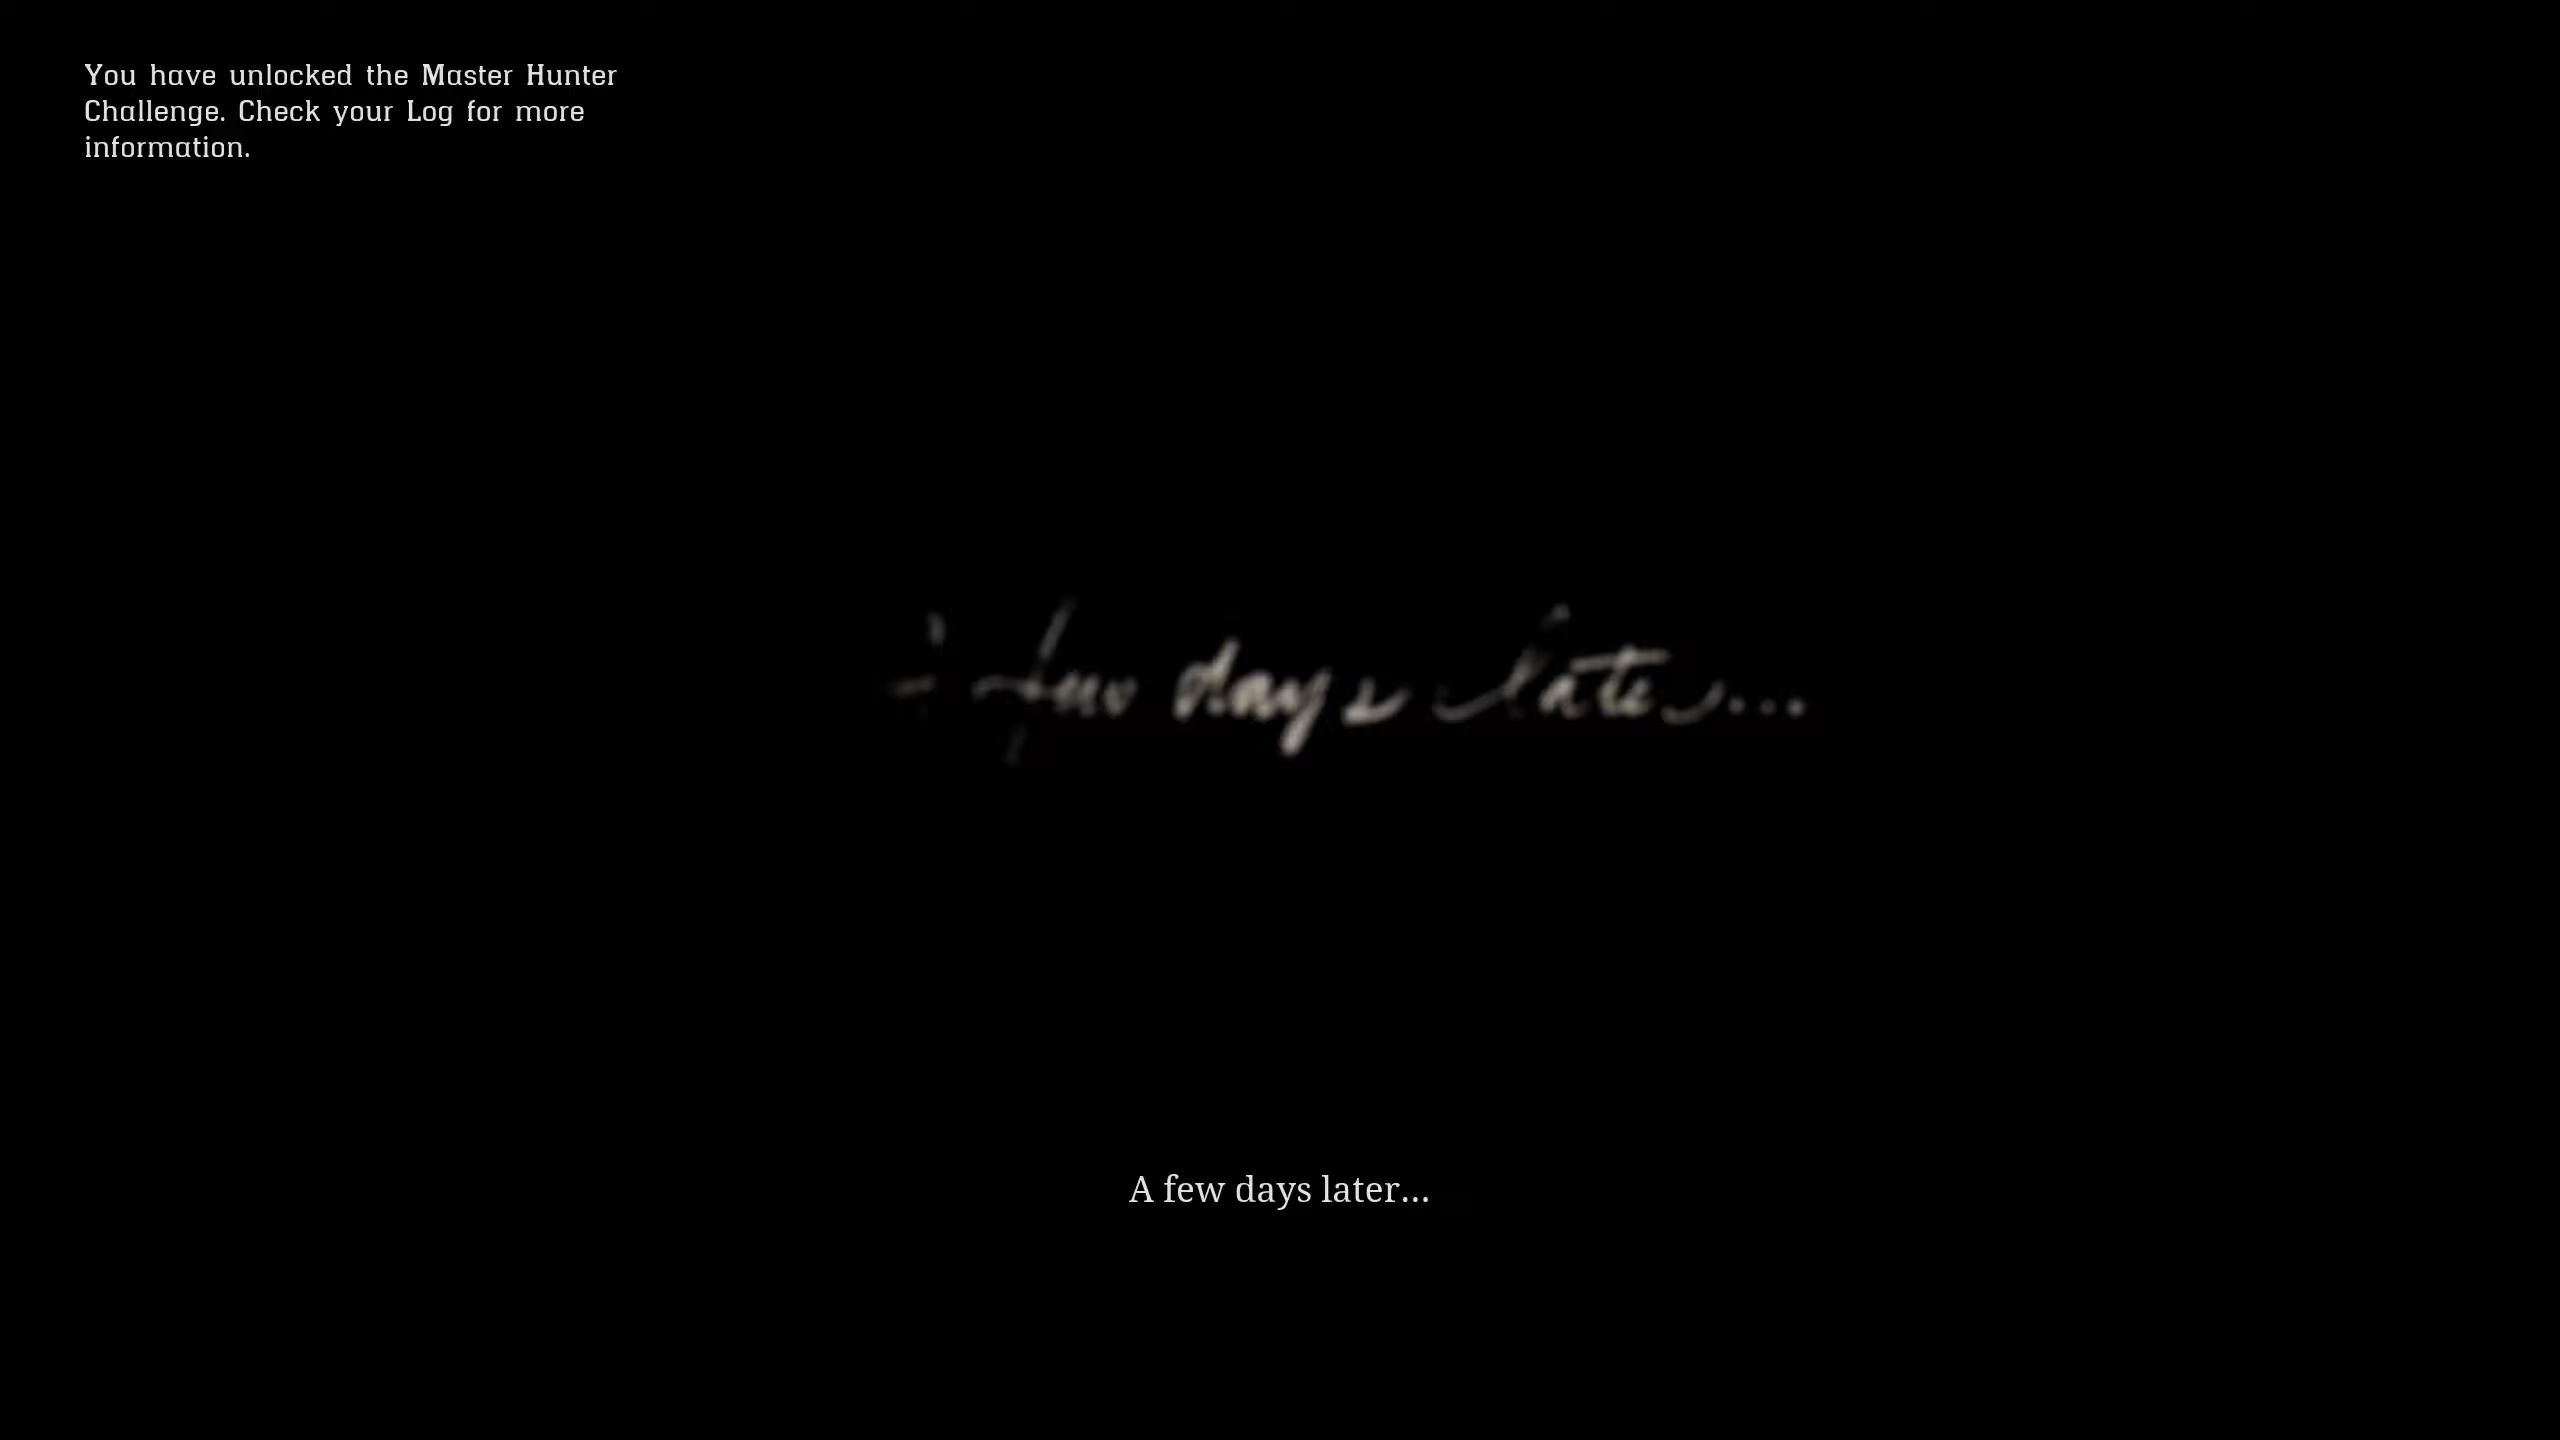 You have unlocked the Master Hunter
Challenge. Check your Log for more
information.
A few days later...
A few days later...